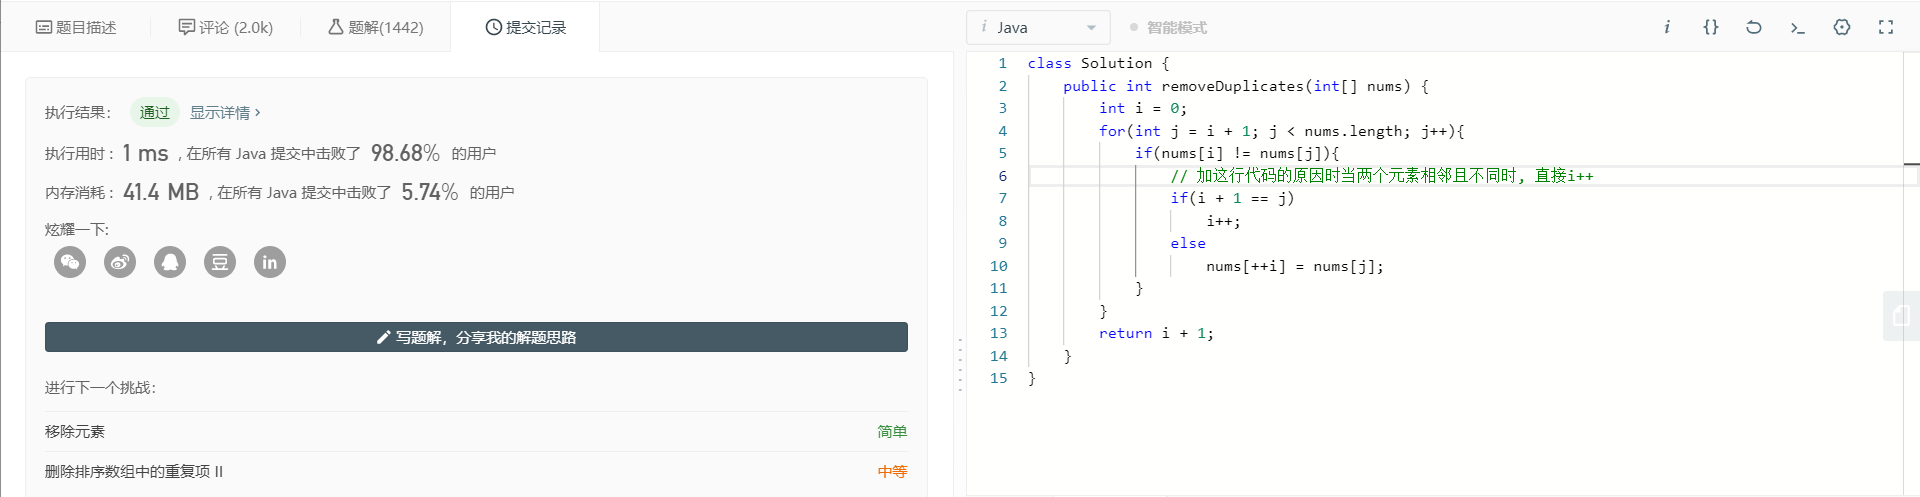 题目描述 评论 (2.0k) 题解(1442) 提交记录
执行结果： 通过 显示详情 ›
执行用时 : 1 ms , 在所有 Java 提交中击败了 98.68% 的用户
内存消耗 : 41.4 MB , 在所有 Java 提交中击败了 5.74% 的用户
炫耀一下:
写题解，分享我的解题思路
进行下一个挑战：
移除元素 简单
删除排序数组中的重复项 II 中等
i Java 智能模式
1 class Solution {
2 public int removeDuplicates(int[] nums) {
3 int i = 0;
4 for(int j = i + 1; j < nums.length; j++){
5 if(nums[i] != nums[j]){
6 // 加这行代码的原因时当两个元素相邻且不同时, 直接i++
7 if(i + 1 == j)
8 i++;
9 else
10 nums[++i] = nums[j];
11 }
12 }
13 return i + 1;
14 }
15 }